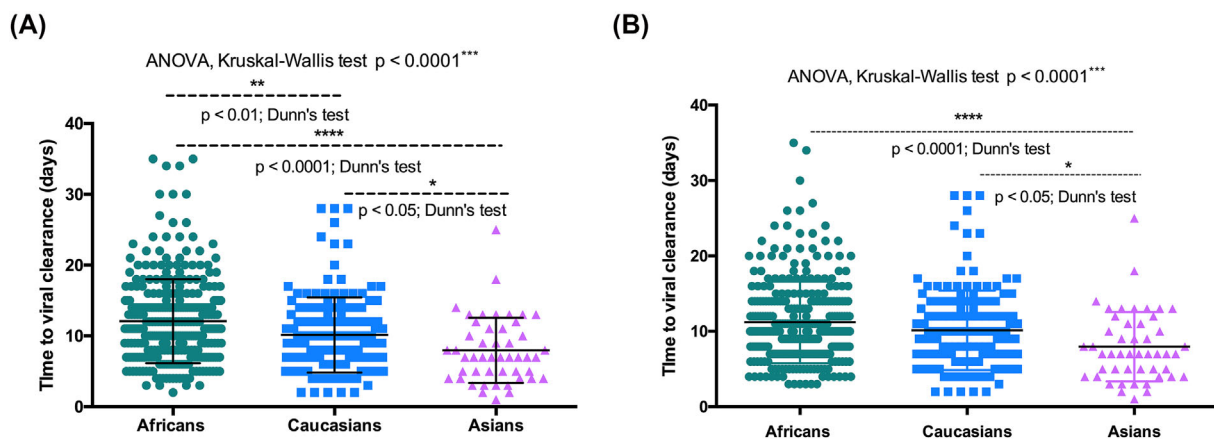 (A)
ANOVA, Kruskal-Wallis test p < 0.0001***
**
p < 0.01; Dunn's test
****
p < 0.0001; Dunn's test
*
p < 0.05; Dunn's test
Time to viral clearance (days)
40
30
20
10
0
Africans Caucasians Asians
(B)
ANOVA, Kruskal-Wallis test p < 0.0001***
****
p < 0.0001; Dunn's test
*
p < 0.05; Dunn's test
Time to viral clearance (days)
40
30
20
10
0
Africans Caucasians Asians